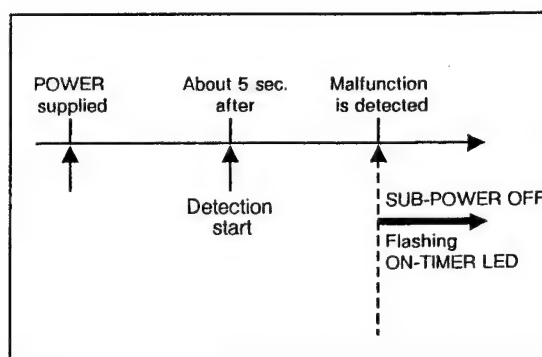 POWER
supplied
About 5 sec.
after
Malfunction
is detected
Detection
start
SUB-POWER OFF
Flashing
ON-TIMER LED